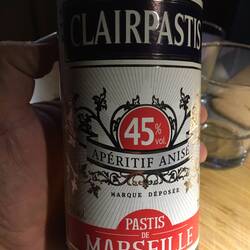 CLAIRPASTIS
45% vol.
APÉRITIF ANISÉ
MARQUE DÉPOSÉE
PASTIS
DE
MARSEILLE